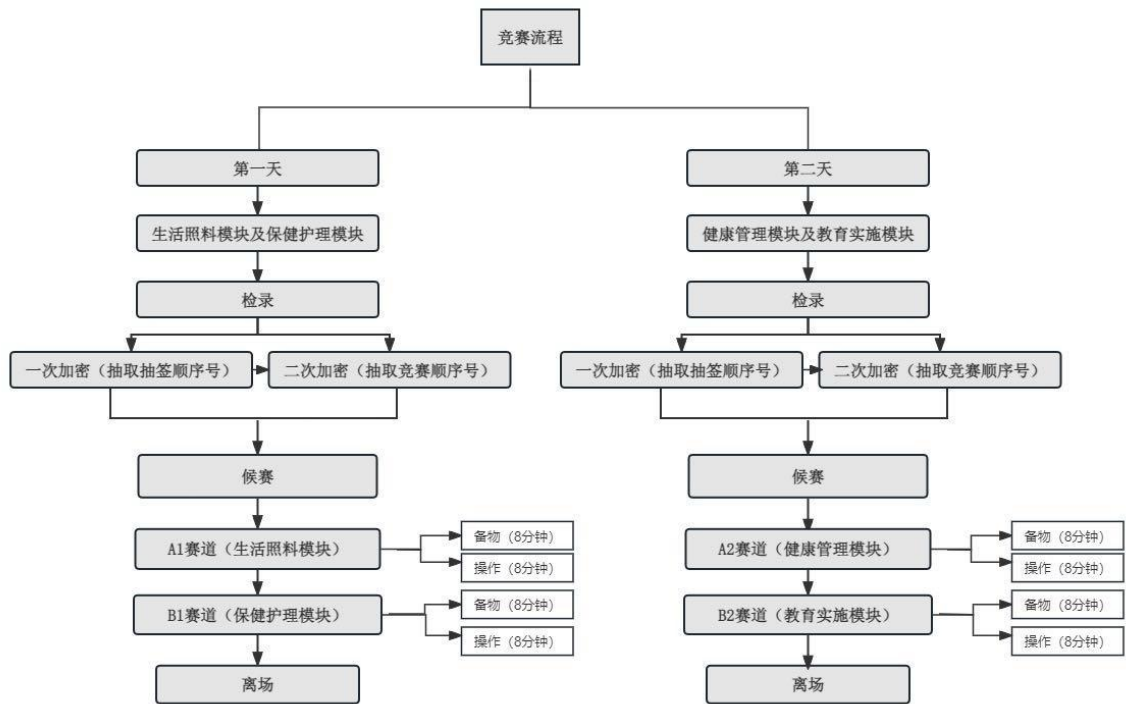 竞赛流程
第一天
生活照料模块及保健护理模块
检录
一次加密（抽取抽签顺序号）
二次加密（抽取竞赛顺序号）
候赛
A1赛道（生活照料模块）
备物（8分钟）
操作（8分钟）
B1赛道（保健护理模块）
备物（8分钟）
操作（8分钟）
离场
第二天
健康管理模块及教育实施模块
检录
一次加密（抽取抽签顺序号）
二次加密（抽取竞赛顺序号）
候赛
A2赛道（健康管理模块）
备物（8分钟）
操作（8分钟）
B2赛道（教育实施模块）
备物（8分钟）
操作（8分钟）
离场